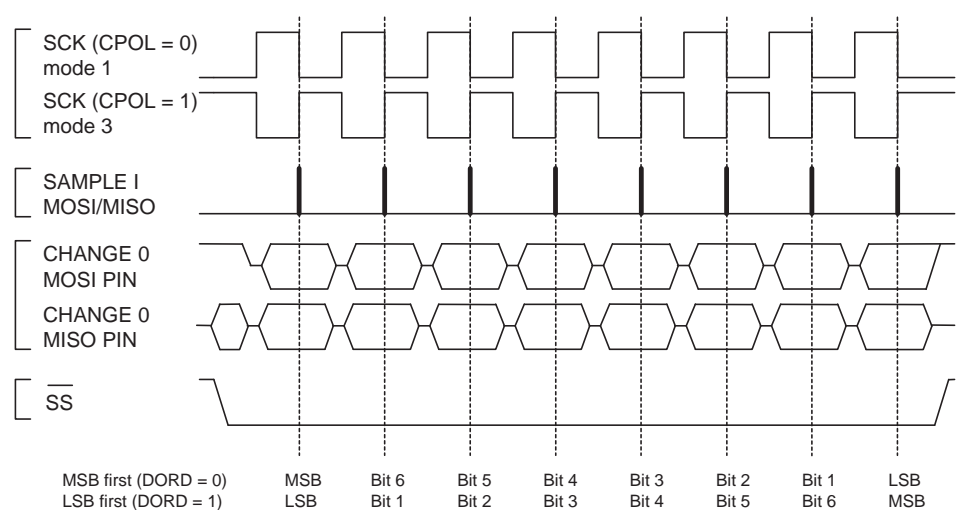 SCK (CPOL = 0)
mode 1
SCK (CPOL = 1)
mode 3
SAMPLE I
MOSI/MISO
CHANGE 0
MOSI PIN
CHANGE 0
MISO PIN
SS
MSB first (DORD = 0) MSB Bit 6 Bit 5 Bit 4 Bit 3 Bit 2 Bit 1 LSB
LSB first (DORD = 1) LSB Bit 1 Bit 2 Bit 3 Bit 4 Bit 5 Bit 6 MSB